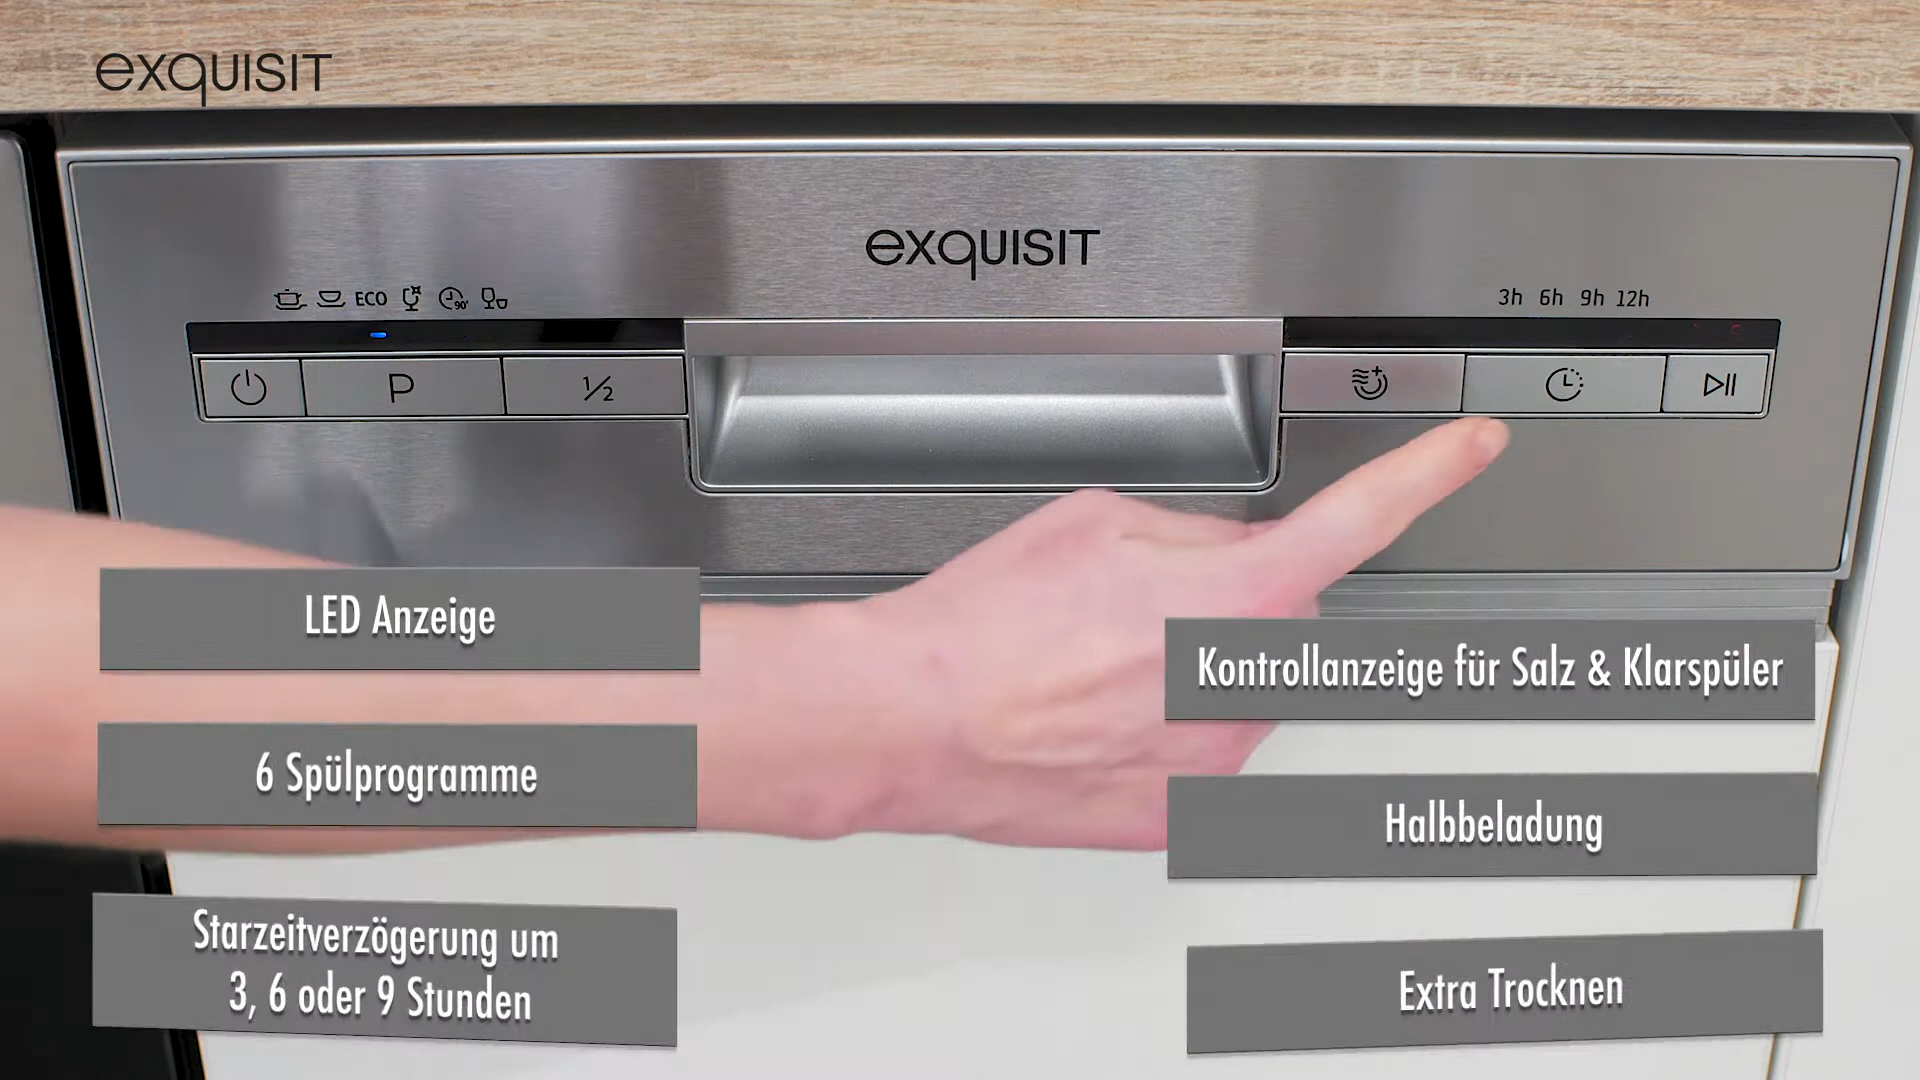 exquisit
exquisit
ECO 90'
3h 6h 9h 12h
P 1/2
LED Anzeige
6 Spülprogramme
Starzeitverzögerung um
3, 6 oder 9 Stunden
Kontrollanzeige für Salz & Klarspüler
Halbbeladung
Extra Trocknen